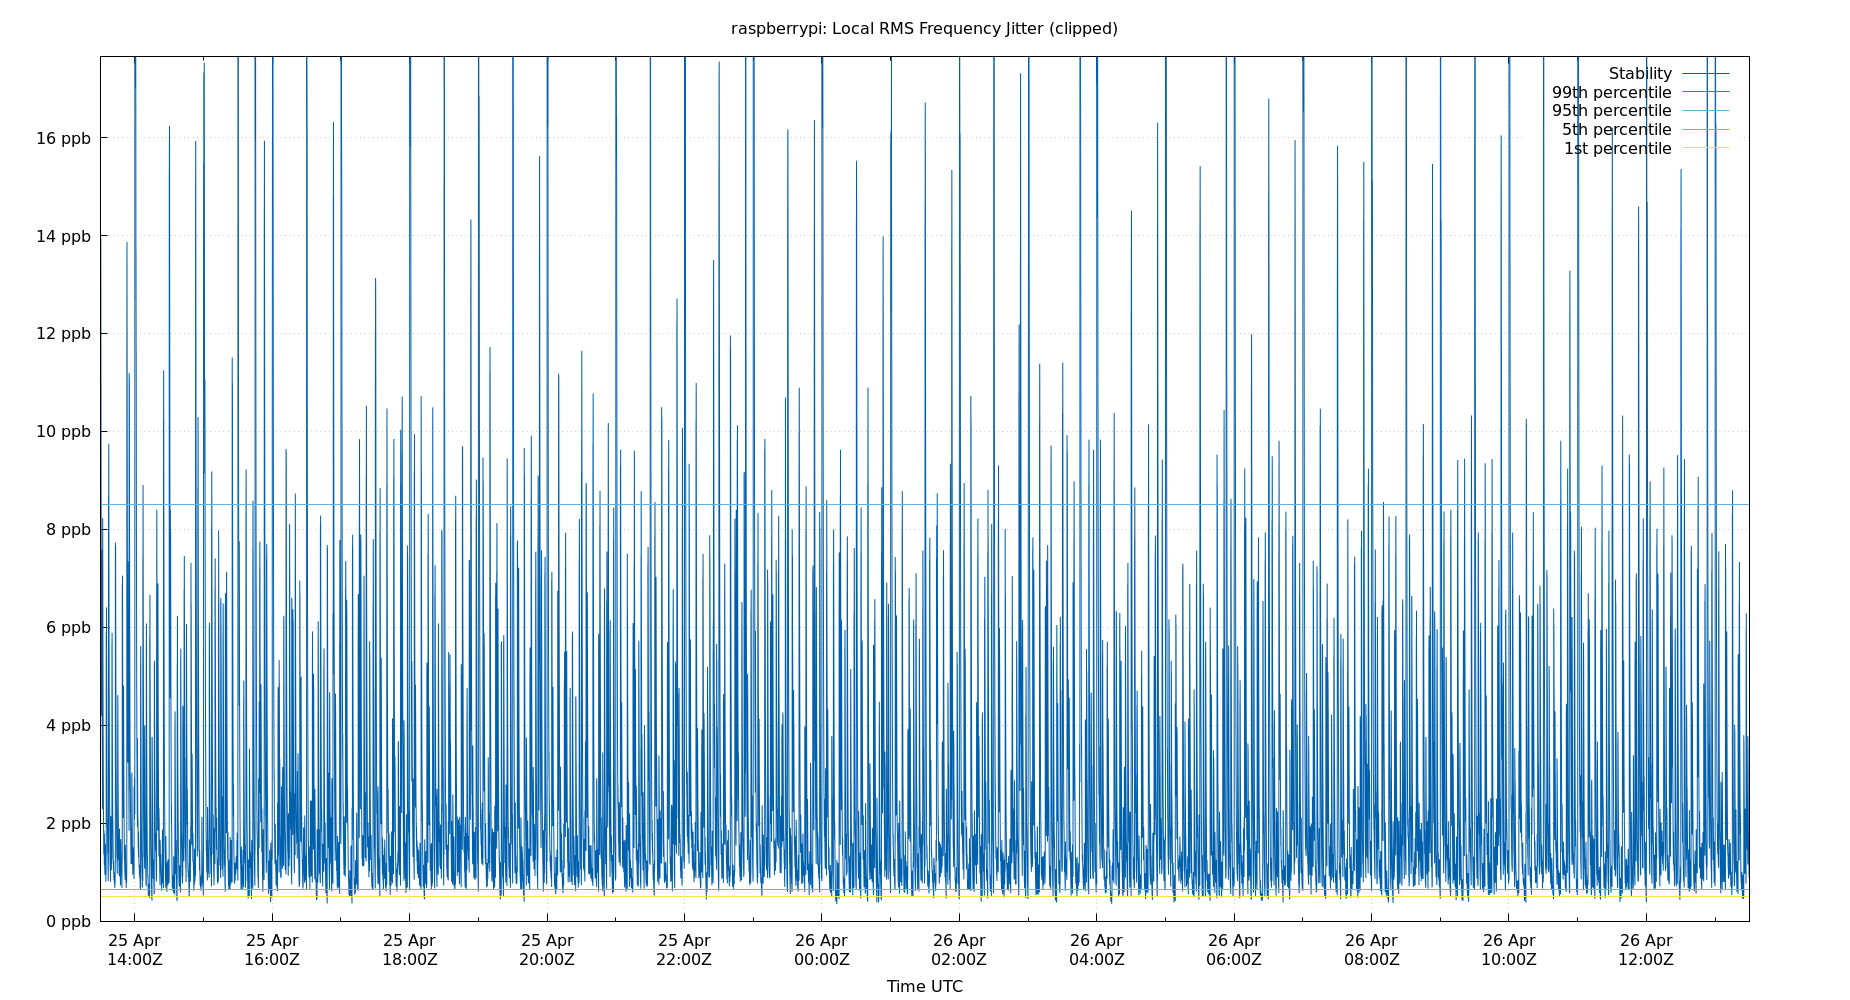 raspberrypi: Local RMS Frequency Jitter (clipped)
Stability
99th percentile
95th percentile
5th percentile
1st percentile
16 ppb
14 ppb
12 ppb
10 ppb
8 ppb
6 ppb
4 ppb
2 ppb
0 ppb
25 Apr 25 Apr 25 Apr 25 Apr 25 Apr 26 Apr 26 Apr 26 Apr 26 Apr 26 Apr 26 Apr 26 Apr
14:00Z 16:00Z 18:00Z 20:00Z 22:00Z 00:00Z 02:00Z 04:00Z 06:00Z 08:00Z 10:00Z 12:00Z
Time UTC